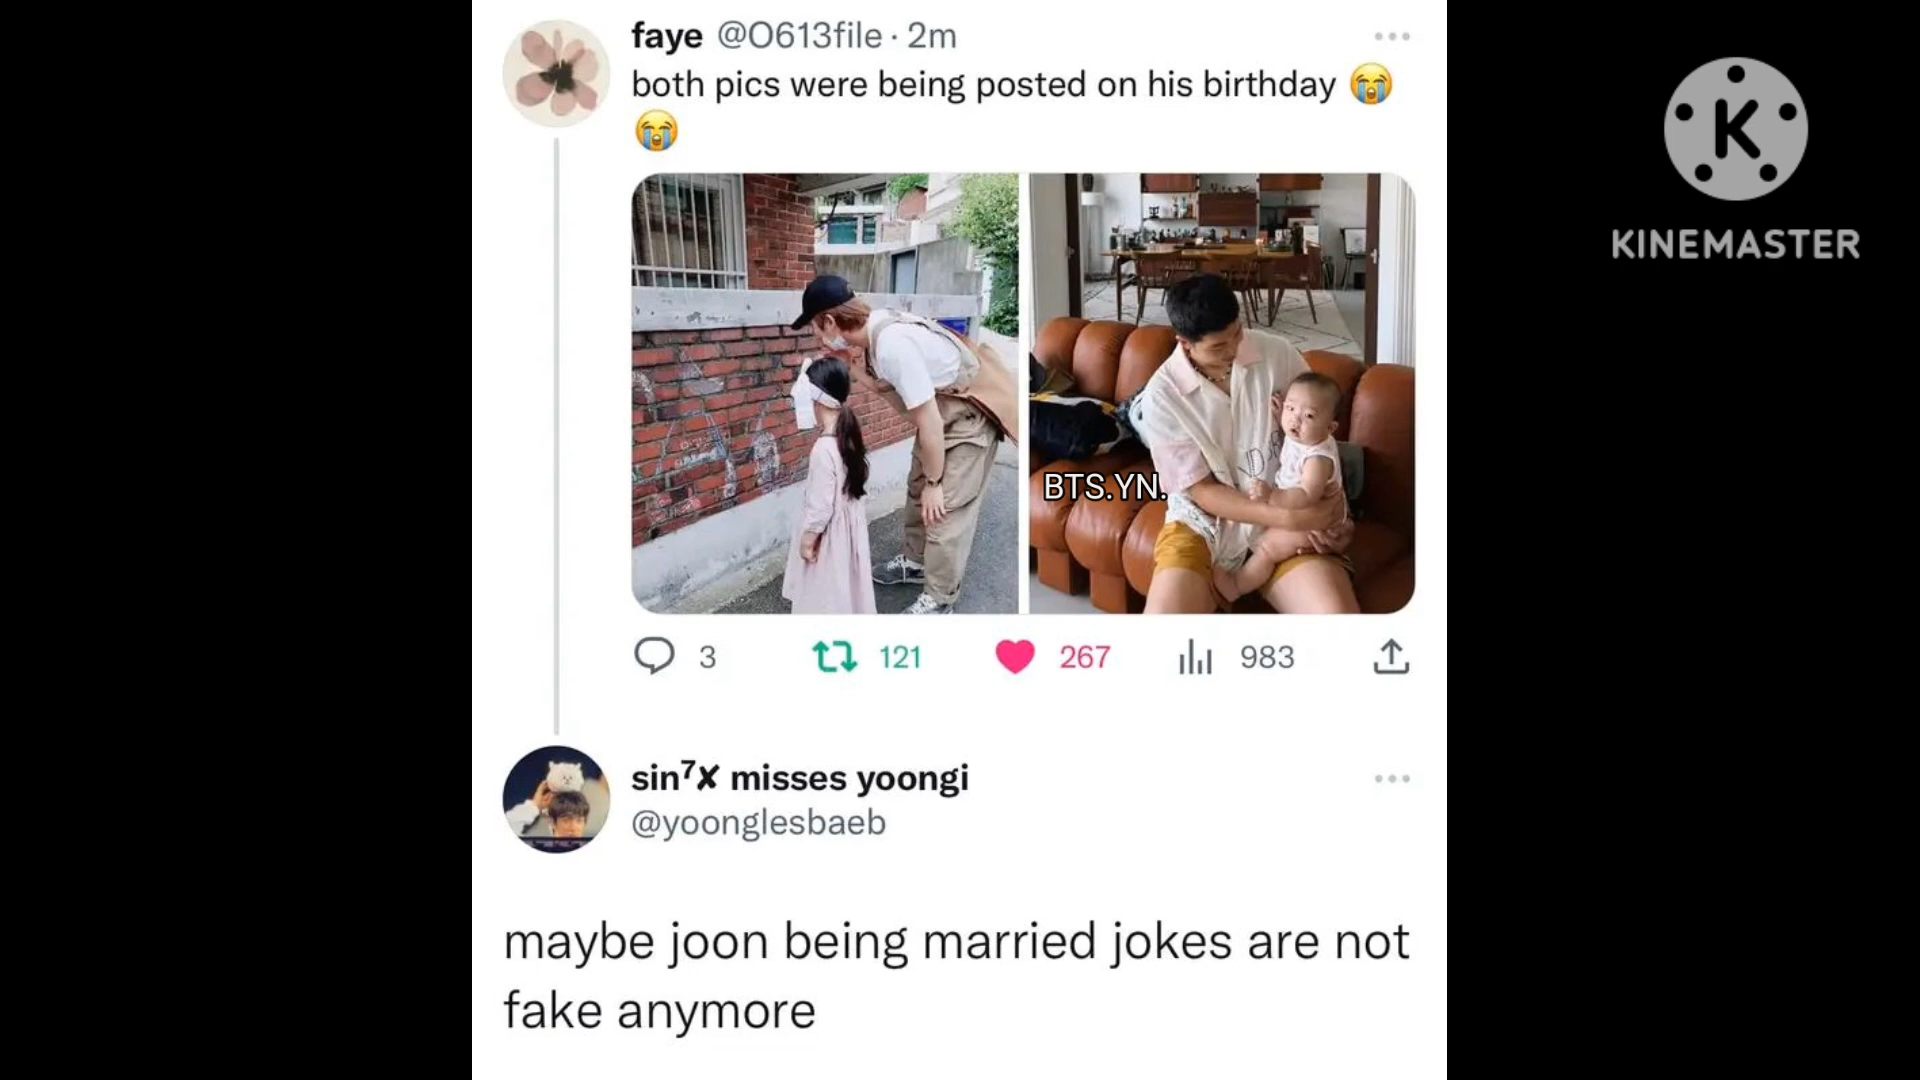 faye @0613file · 2m
both pics were being posted on his birthday 😭
😭
BTS.YN.
3 121 267 983
sin⁷✘ misses yoongi
@yoonglesbaeb
maybe joon being married jokes are not
fake anymore
K
KINEMASTER